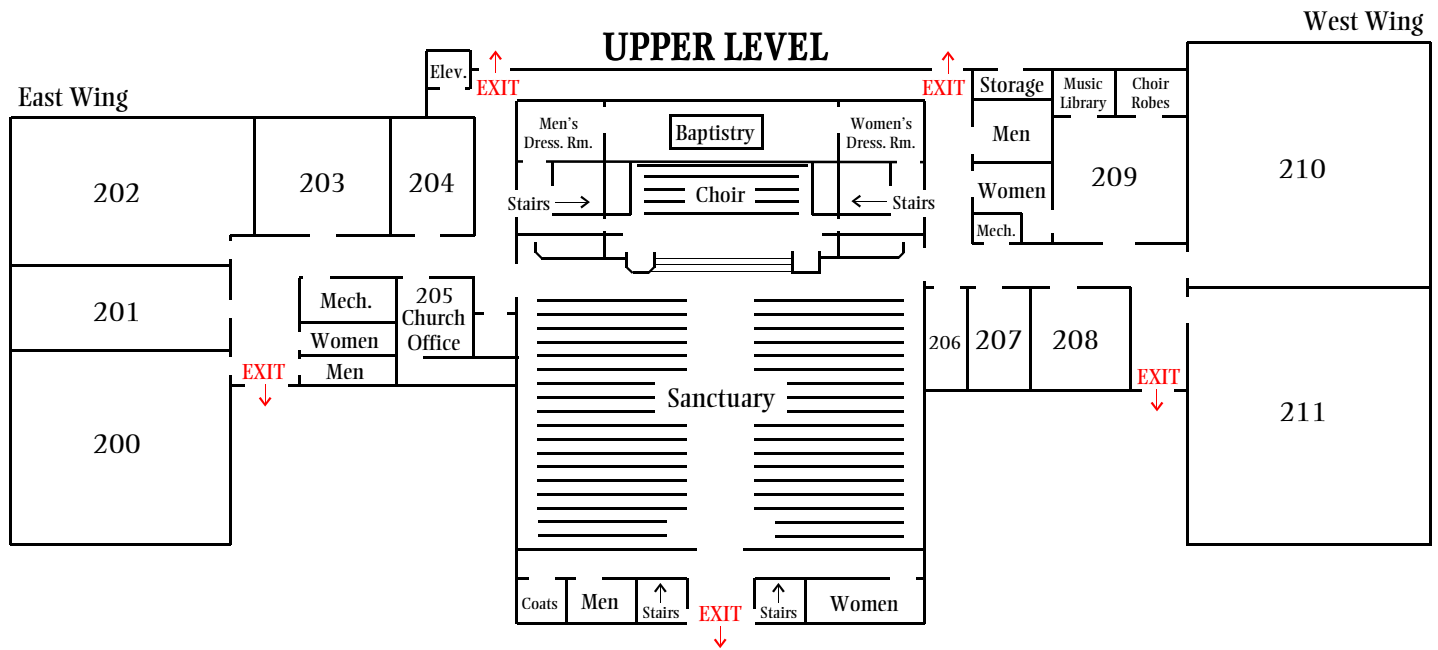 West Wing
UPPER LEVEL
Elev.
EXIT
EXIT
Storage
Music
Library
Choir
Robes
East Wing
Men's
Dress. Rm.
Baptistry
Women's
Dress. Rm.
Men
202
203
204
Stairs
Choir
Stairs
Women
209
210
Mech.
201
Mech.
205
Church
Office
Women
Men
EXIT
206
207
208
EXIT
Sanctuary
200
211
Coats
Men
Stairs
EXIT
Stairs
Women